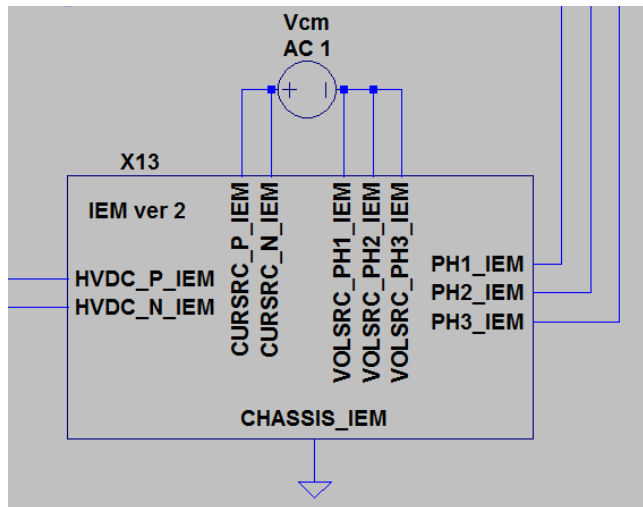 Vcm
AC 1
X13
IEM ver 2
CURSRC_P_IEM
CURSRC_N_IEM
VOLSRC_PH1_IEM
VOLSRC_PH2_IEM
VOLSRC_PH3_IEM
HVDC_P_IEM
HVDC_N_IEM
PH1_IEM
PH2_IEM
PH3_IEM
CHASSIS_IEM